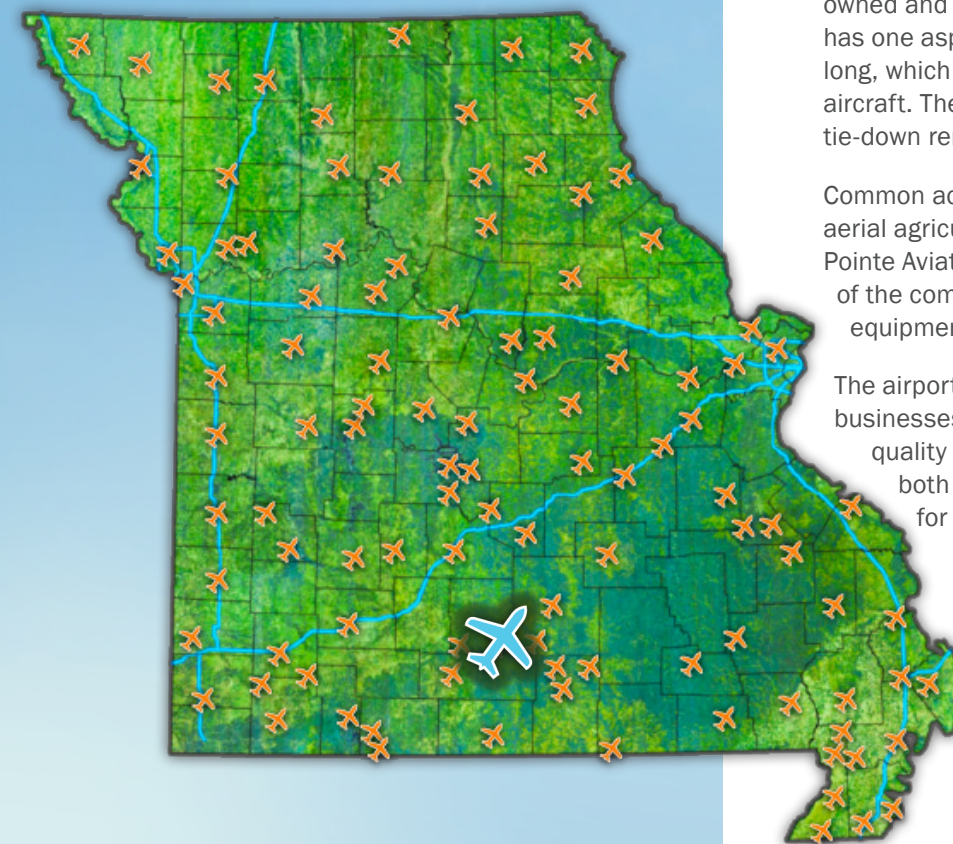 owned and
has one asp
long, which
aircraft. The
tie-down ren
Common ac
aerial agricu
Pointe Aviat
of the com
equipmen
The airport
businesses
quality
both
for